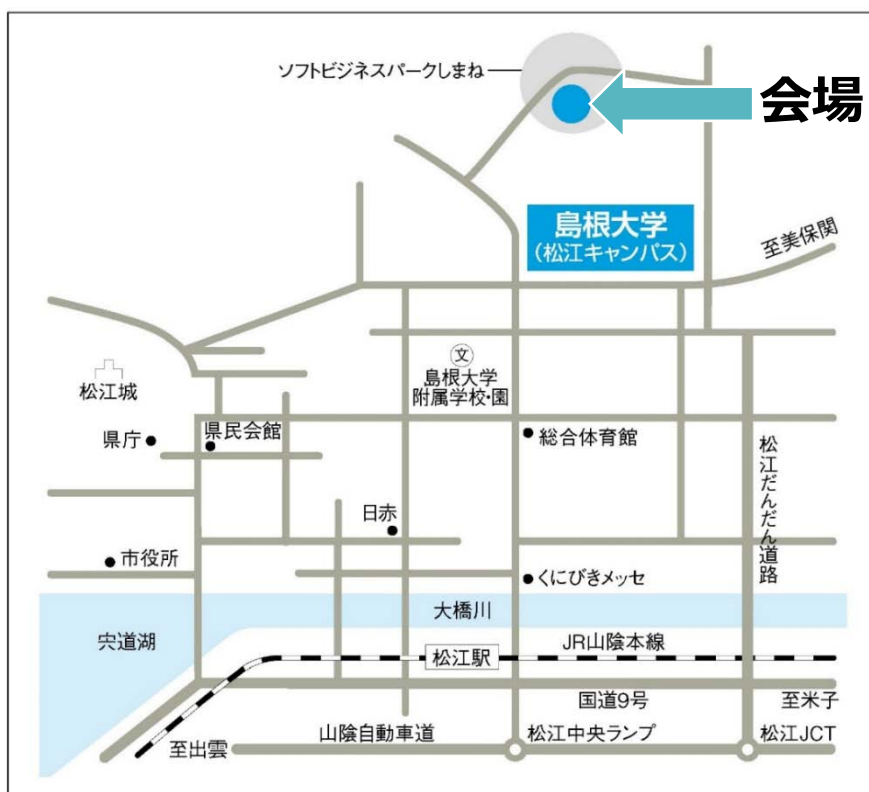 ソフトビジネスパークしまね
会場
島根大学
(松江キャンパス)
至美保関
文
島根大学
附属学校・園
松江城
県庁
県民会館
総合体育館
松江だんだん道路
日赤
市役所
くにびきメッセ
大橋川
宍道湖
JR山陰本線
松江駅
国道9号
至米子
山陰自動車道
松江中央ランプ
松江JCT
至出雲